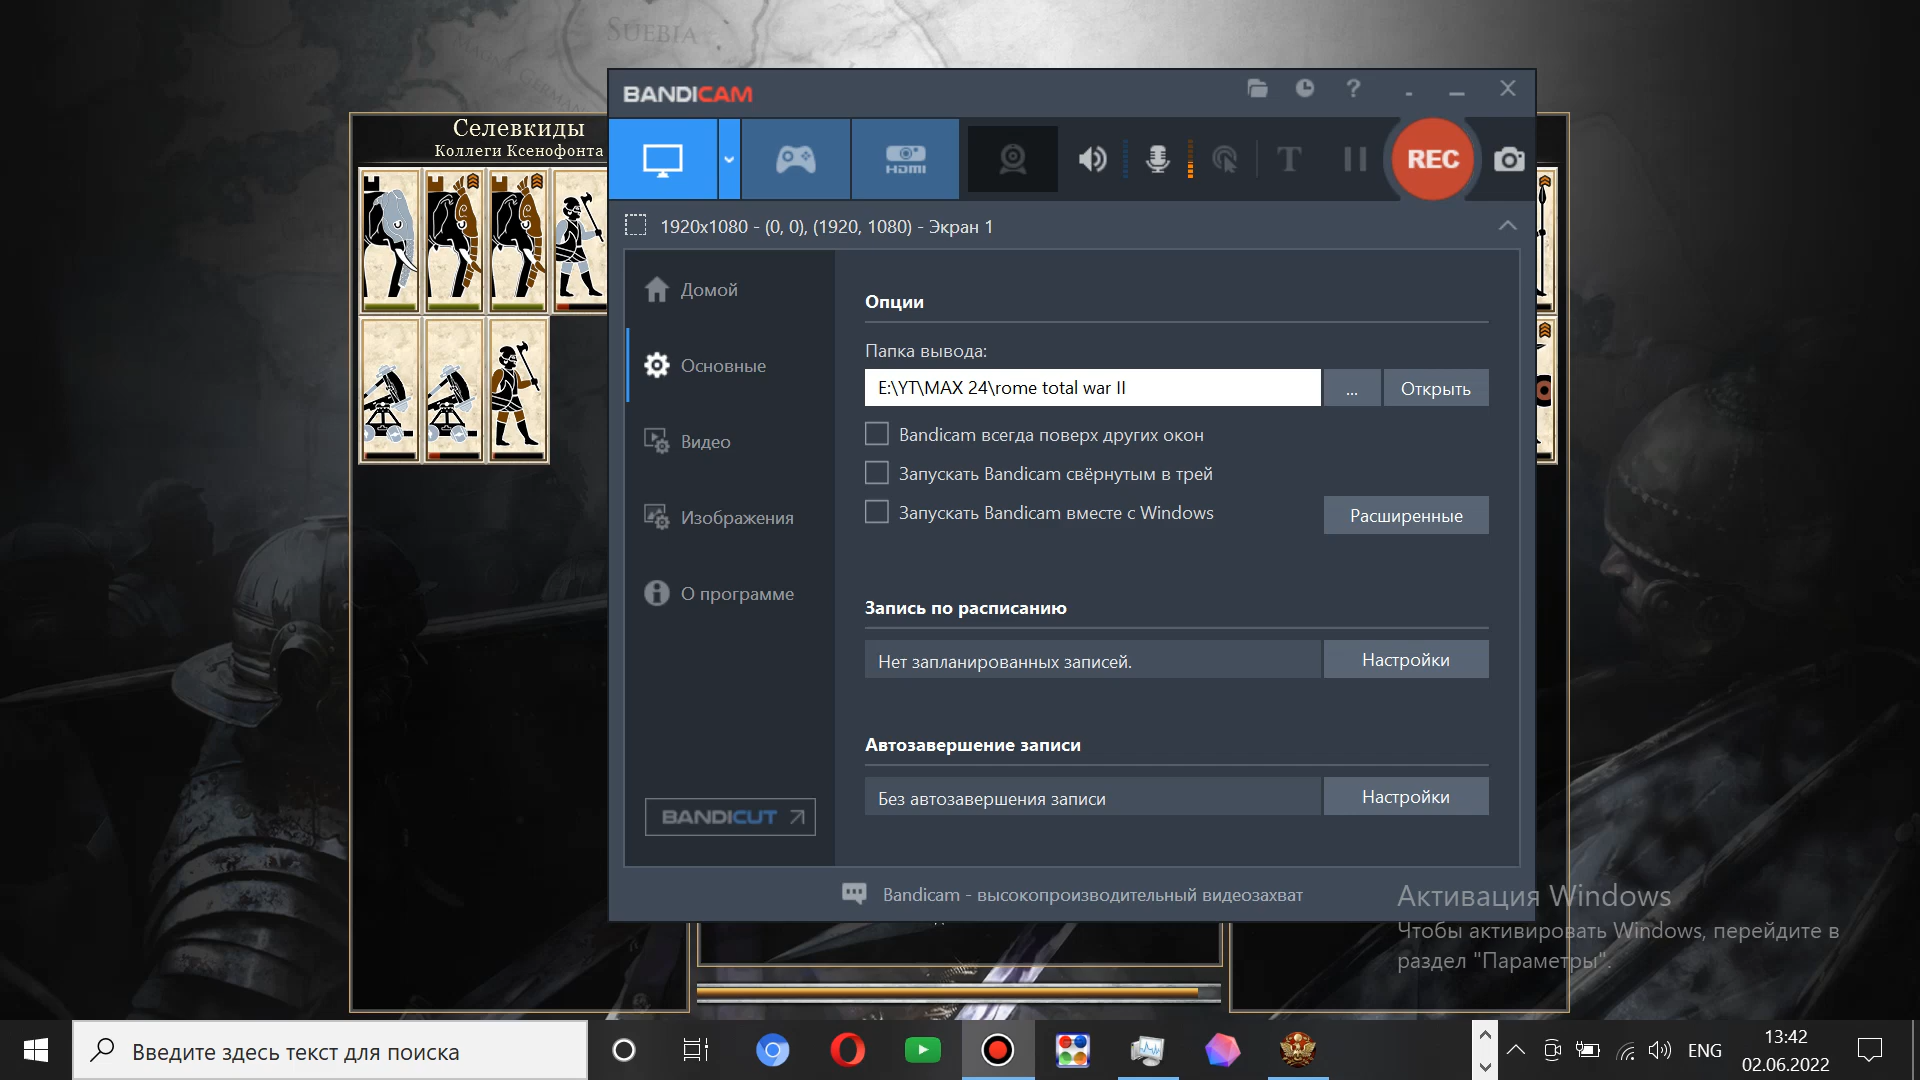 SUEBIA
MAGNA GERMANIA
Селевкиды
Коллеги Ксенофонта
BANDICAM
?
HDMI
T
REC
1920x1080 - (0, 0), (1920, 1080) - Экран 1
Домой
Основные
Видео
Изображения
О программе
BANDICUT
Опции
Папка вывода:
E:\YT\MAX 24\rome total war II
...
Открыть
Bandicam всегда поверх других окон
Запускать Bandicam свёрнутым в трей
Запускать Bandicam вместе с Windows
Расширенные
Запись по расписанию
Нет запланированных записей.
Настройки
Автозавершение записи
Без автозавершения записи
Настройки
Bandicam - высокопроизводительный видеозахват
Активация Windows
Чтобы активировать Windows, перейдите в
раздел "Параметры".
Введите здесь текст для поиска
ENG
13:42
02.06.2022